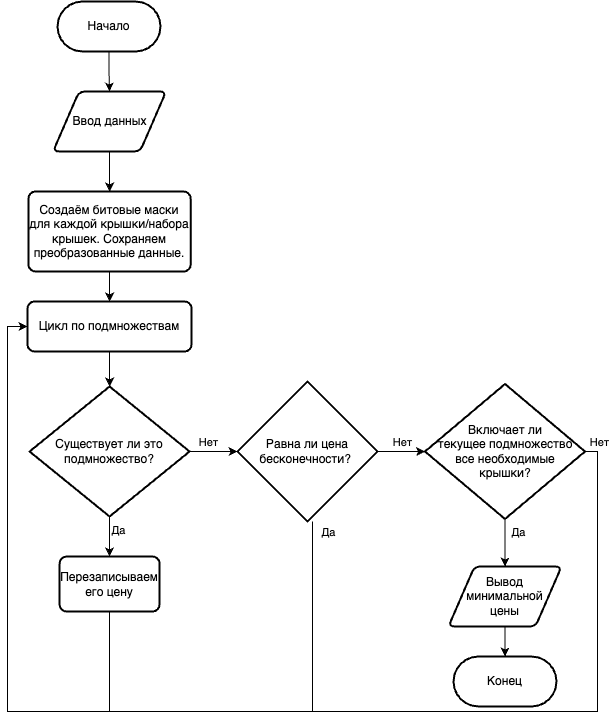 Начало
Ввод данных
Создаём битовые маски
для каждой крышки/набора
крышек. Сохраняем
преобразованные данные.
Цикл по подмножествам
Существует ли это
подмножество?
Нет
Равна ли цена
бесконечности?
Нет
Включает ли
текущее подмножество
все необходимые
крышки?
Нет
Да
Да
Да
Перезаписываем
его цену
Вывод
минимальной
цены
Конец